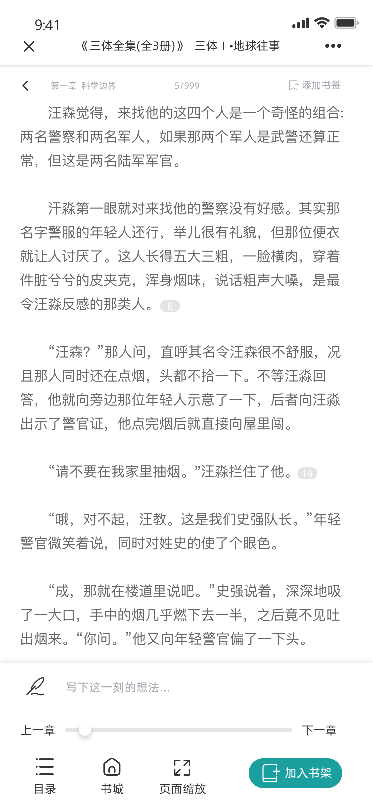 9:41
《三体全集(全3册)》 三体Ⅰ•地球往事
第一章 科学边界
5/999
添加书签
汪森觉得，来找他的这四个人是一个奇怪的组合:
两名警察和两名军人，如果那两个军人是武警还算正
常，但这是两名陆军军官。
汗淼第一眼就对来找他的警察没有好感。其实那
名字警服的年轻人还行，举儿很有礼貌，但那位便衣
就让人讨厌了。这人长得五大三粗，一脸横肉，穿着
件脏兮兮的皮夹克，浑身烟味，说话粗声大嗓，是最
令汪淼反感的那类人。 6
“汪森？”那人问，直呼其名令汪森很不舒服，况
且那人同时还在点烟，头都不拾一下。不等汪淼回
答，他就向旁边那位年轻人示意了一下，后者向汪淼
出示了警官证，他点完烟后就直接向屋里闯。
“请不要在我家里抽烟。”汪淼拦住了他。 19
“哦，对不起，汪教。这是我们史强队长。”年轻
警官微笑着说，同时对姓史的使了个眼色。
“成，那就在楼道里说吧。”史强说着，深深地吸
了一大口，手中的烟几乎燃下去一半，之后竟不见吐
出烟来。“你问。”他又向年轻警官偏了一下头。
写下这一刻的想法...
上一章
下一章
目录
书城
页面缩放
加入书架